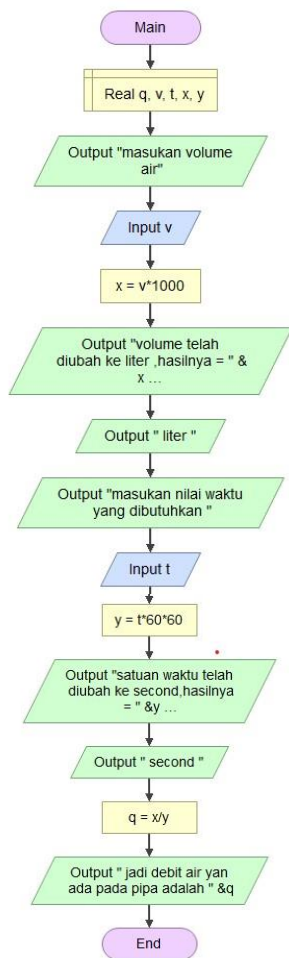 Main
Real q, v, t, x, y
Output "masukan volume
air"
Input v
x = v*1000
Output "volume telah
diubah ke liter ,hasilnya = " &
x ...
Output " liter "
Output "masukan nilai waktu
yang dibutuhkan "
Input t
y = t*60*60
Output "satuan waktu telah
diubah ke second,hasilnya
= " &y ...
Output " second "
q = x/y
Output " jadi debit air yan
ada pada pipa adalah " &q
End